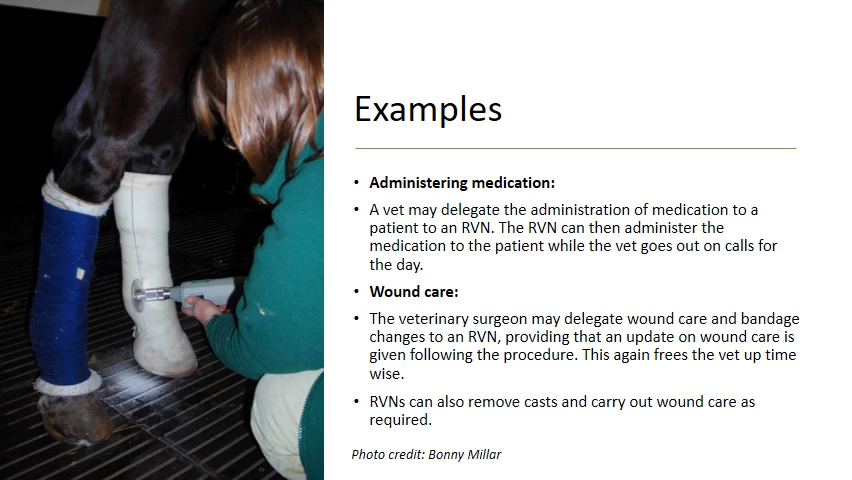 Examples
• Administering medication:
• A vet may delegate the administration of medication to a
patient to an RVN. The RVN can then administer the
medication to the patient while the vet goes out on calls for
the day.
• Wound care:
• The veterinary surgeon may delegate wound care and bandage
changes to an RVN, providing that an update on wound care is
given following the procedure. This again frees the vet up time
wise.
• RVNs can also remove casts and carry out wound care as
required.
Photo credit: Bonny Millar